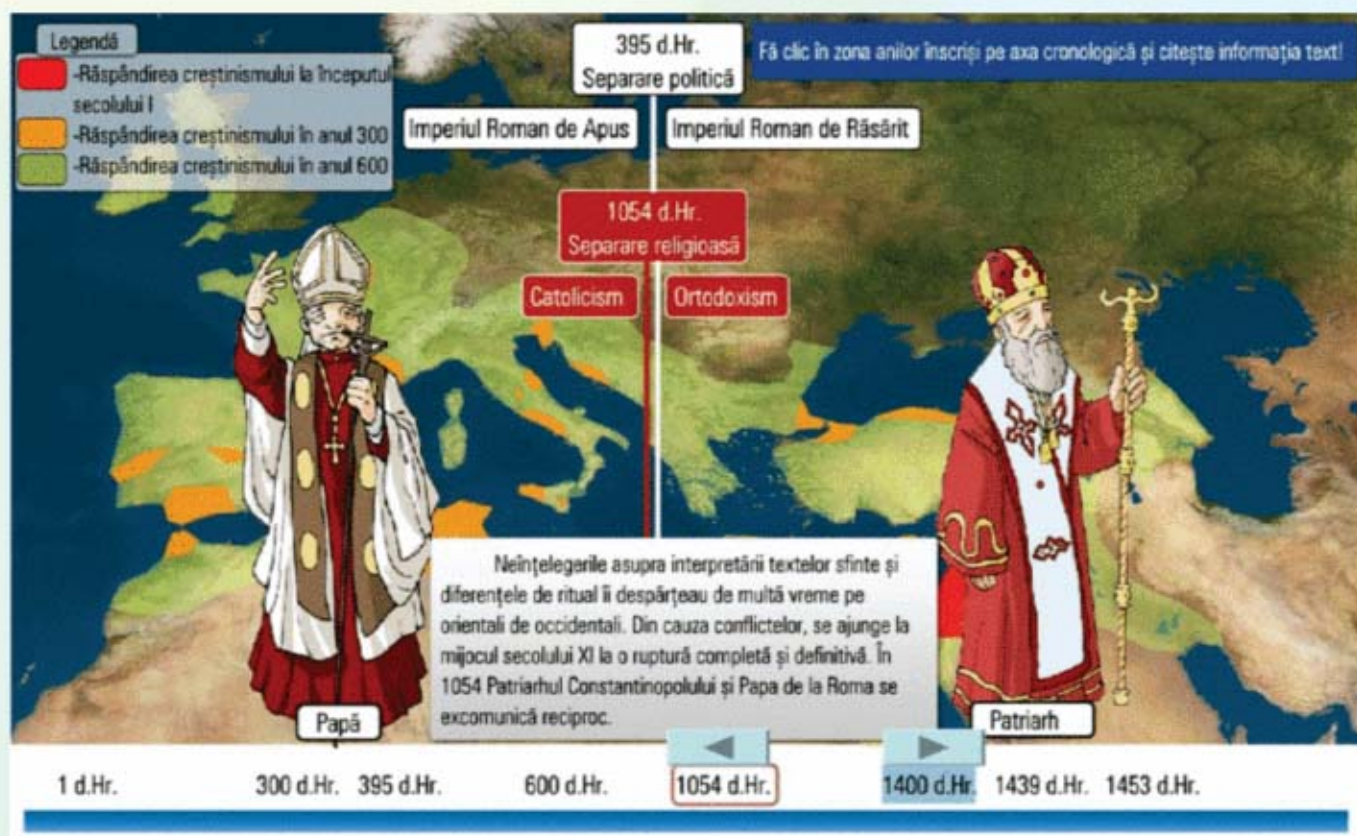 Legendă
-Răspândirea creștinismului la începutul
secolului I
-Răspândirea creștinismului în anul 300
-Răspândirea creștinismului în anul 600
395 d.Hr.
Separare politică
Fă clic în zona anilor înscriși pe axa cronologică și citește informația text!
Imperiul Roman de Apus
Imperiul Roman de Răsărit
1054 d.Hr.
Separare religioasă
Catolicism
Ortodoxism
Neînțelegerile asupra interpretării textelor sfinte și
diferențele de ritual îi despărțeau de multă vreme pe
orientali de occidentali. Din cauza conflictelor, se ajunge la
mijocul secolului XI la o ruptură completă și definitivă. În
1054 Patriarhul Constantinopolului și Papa de la Roma se
excomunică reciproc.
Papă
Patriarh
1 d.Hr. 300 d.Hr. 395 d.Hr. 600 d.Hr. 1054 d.Hr. 1400 d.Hr. 1439 d.Hr. 1453 d.Hr.